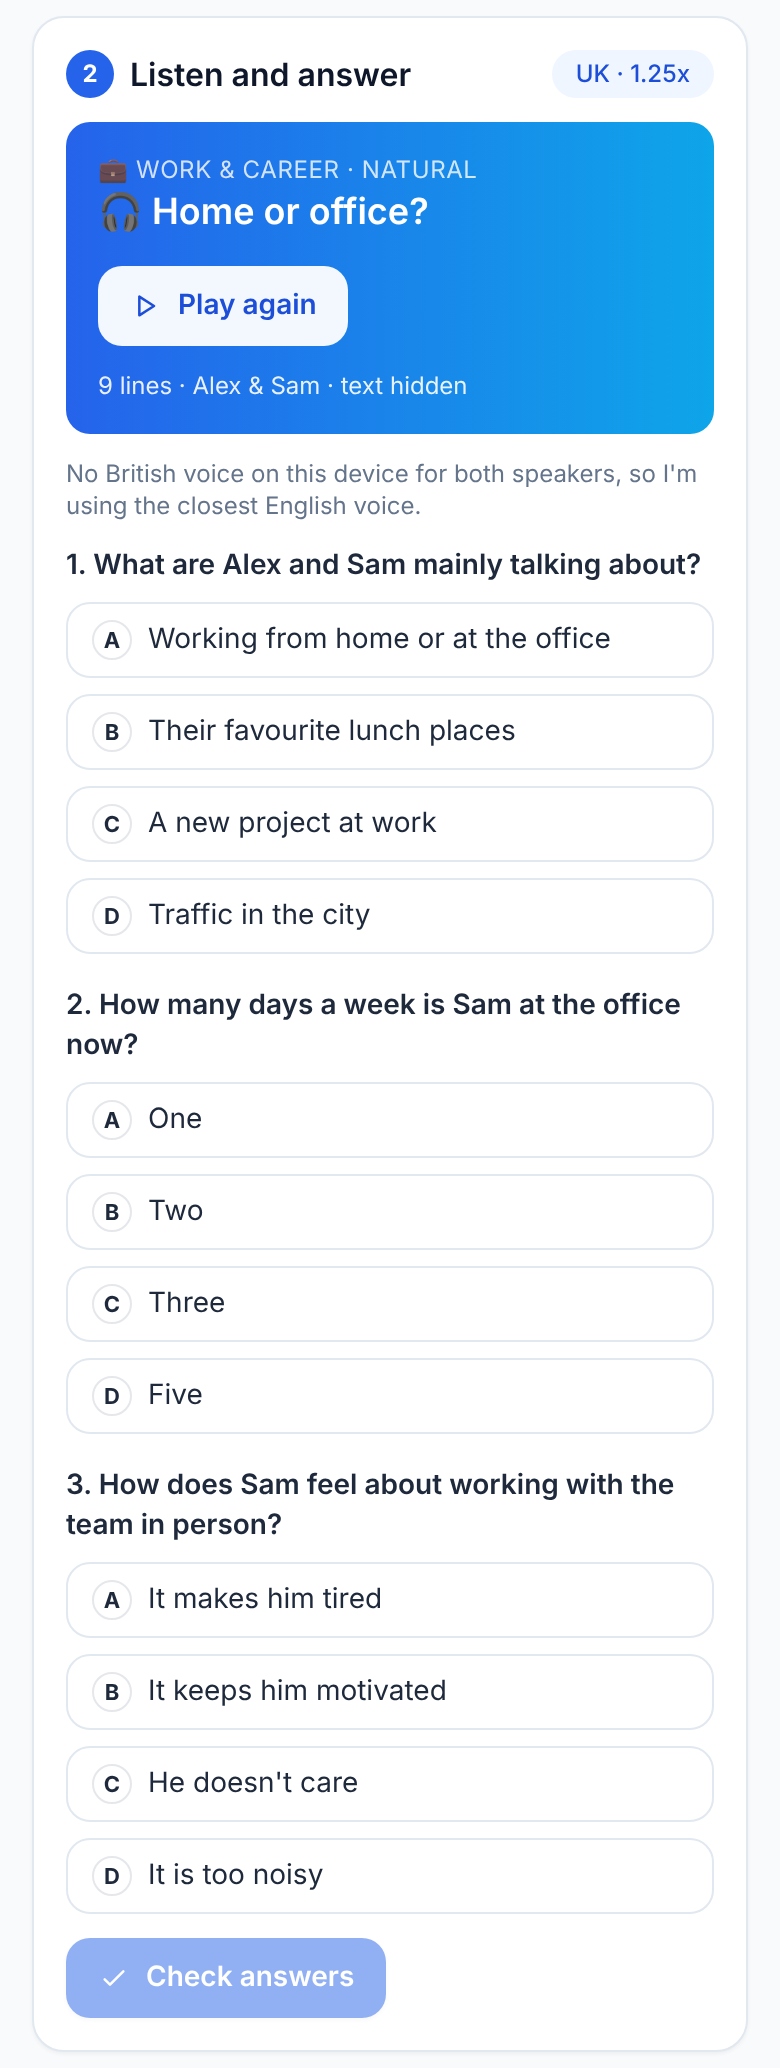 2 Listen and answer UK · 1.25x
💼 WORK & CAREER · NATURAL
🎧 Home or office?
Play again
9 lines · Alex & Sam · text hidden
No British voice on this device for both speakers, so I'm
using the closest English voice.
1. What are Alex and Sam mainly talking about?
A Working from home or at the office
B Their favourite lunch places
C A new project at work
D Traffic in the city
2. How many days a week is Sam at the office
now?
A One
B Two
C Three
D Five
3. How does Sam feel about working with the
team in person?
A It makes him tired
B It keeps him motivated
C He doesn't care
D It is too noisy
Check answers